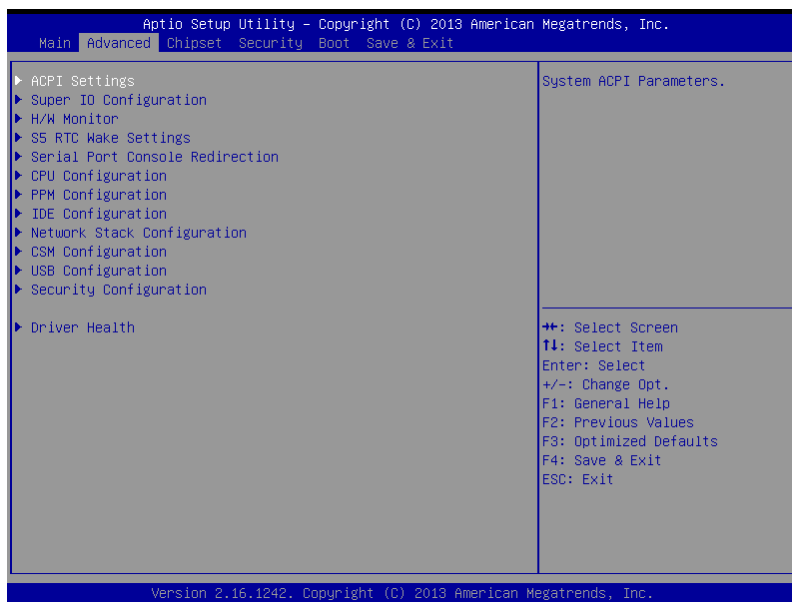 Aptio Setup Utility – Copyright (C) 2013 American Megatrends, Inc.
Main Advanced Chipset Security Boot Save & Exit
ACPI Settings
Super IO Configuration
H/W Monitor
S5 RTC Wake Settings
Serial Port Console Redirection
CPU Configuration
PPM Configuration
IDE Configuration
Network Stack Configuration
CSM Configuration
USB Configuration
Security Configuration
Driver Health
System ACPI Parameters.
→←: Select Screen
↑↓: Select Item
Enter: Select
+/-: Change Opt.
F1: General Help
F2: Previous Values
F3: Optimized Defaults
F4: Save & Exit
ESC: Exit
Version 2.16.1242. Copyright (C) 2013 American Megatrends, Inc.